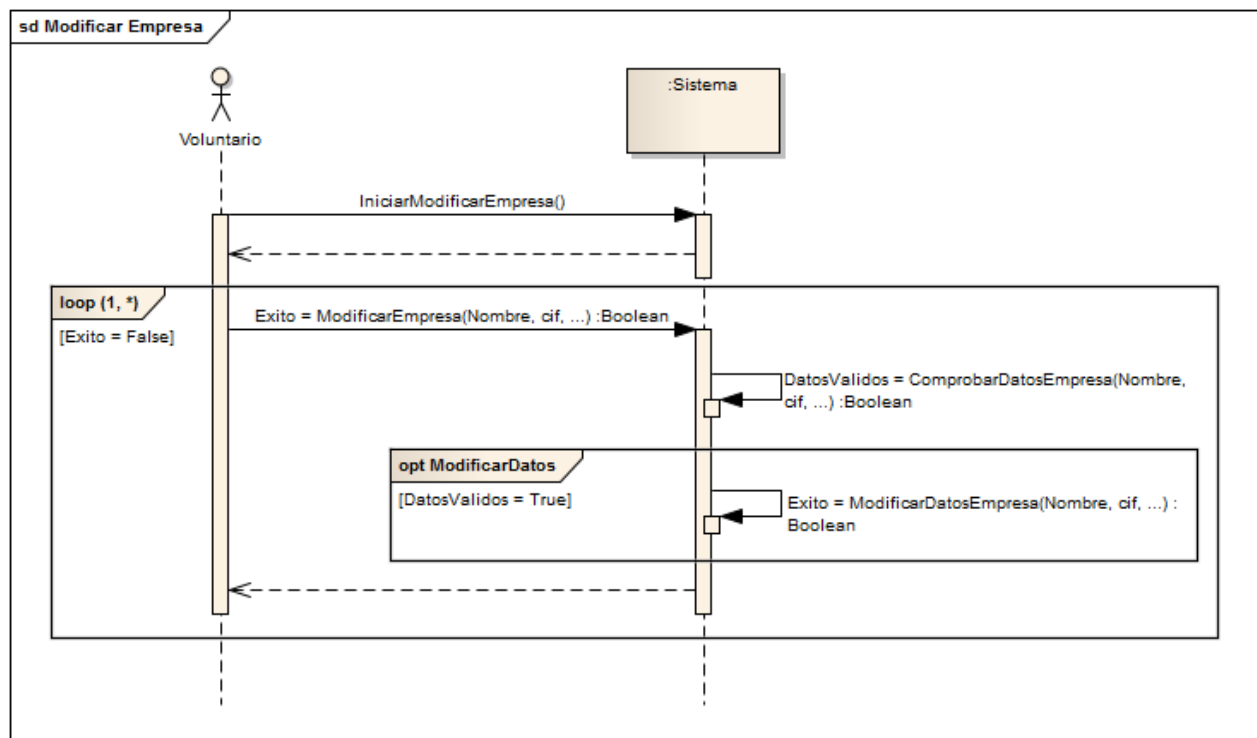 sd Modificar Empresa
:Sistema
Voluntario
IniciarModificarEmpresa()
loop (1, *)
[Exito = False]
Exito = ModificarEmpresa(Nombre, cif, ...) :Boolean
DatosValidos = ComprobarDatosEmpresa(Nombre,
cif, ...) :Boolean
opt ModificarDatos
[DatosValidos = True]
Exito = ModificarDatosEmpresa(Nombre, cif, ...) :
Boolean